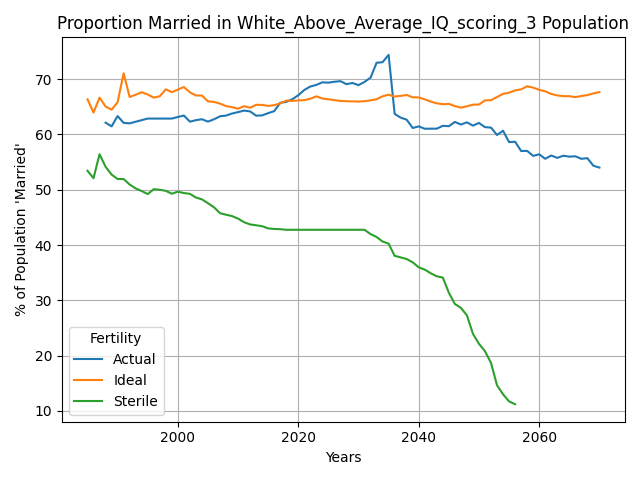 Proportion Married in White_Above_Average_IQ_scoring_3 Population
% of Population 'Married'
70
60
50
40
30
20
10
Fertility
Actual
Ideal
Sterile
2000
2020
2040
2060
Years